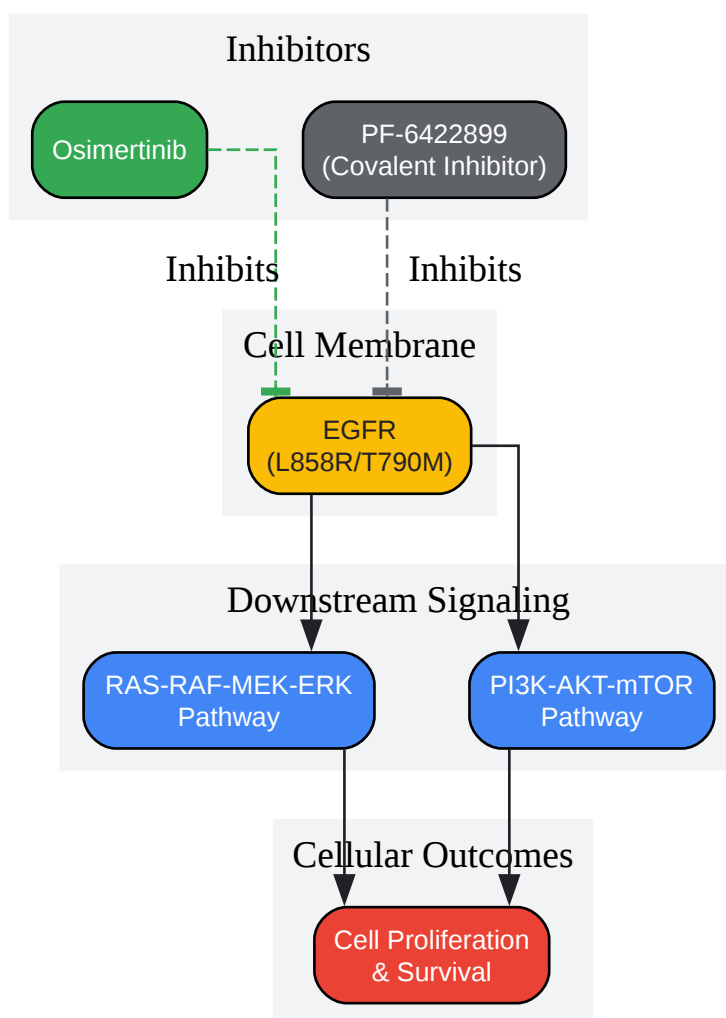 Inhibitors
Osimertinib
PF-6422899
(Covalent Inhibitor)
Inhibits
Inhibits
Cell Membrane
EGFR
(L858R/T790M)
Downstream Signaling
RAS-RAF-MEK-ERK
Pathway
PI3K-AKT-mTOR
Pathway
Cellular Outcomes
Cell Proliferation
& Survival